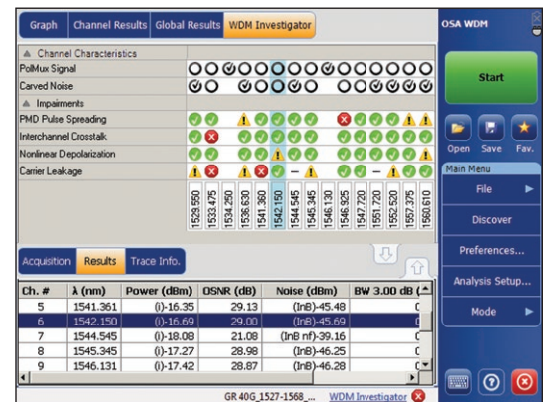 Graph Channel Results Global Results WDM Investigator
OSA WDM
Channel Characteristics
PolMux Signal
Carved Noise
Impairments
PMD Pulse Spreading
Interchannel Crosstalk
Nonlinear Depolarization
Carrier Leakage
1529.550 1533.475 1534.250 1536.630 1541.360 1542.150 1544.545 1545.345 1546.130 1546.925 1547.720 1551.720 1552.520 1557.375 1560.610
Start
Open Save Fav.
Main Menu
File
Discover
Preferences...
Analysis Setup...
Mode
Acquisition Results Trace Info.
Ch. # λ (nm) Power (dBm) OSNR (dB) Noise (dBm) BW 3.00 dB (
5 1541.361 (i)-16.35 29.13 (InB)-45.48
6 1542.150 (i)-16.69 29.00 (InB)-45.69
7 1544.545 (i)-18.08 21.08 (InB nf)-39.16
8 1545.345 (i)-17.27 28.98 (InB)-46.25
9 1546.131 (i)-17.42 28.87 (InB)-46.28
GR 40G_1527-1568_... WDM Investigator